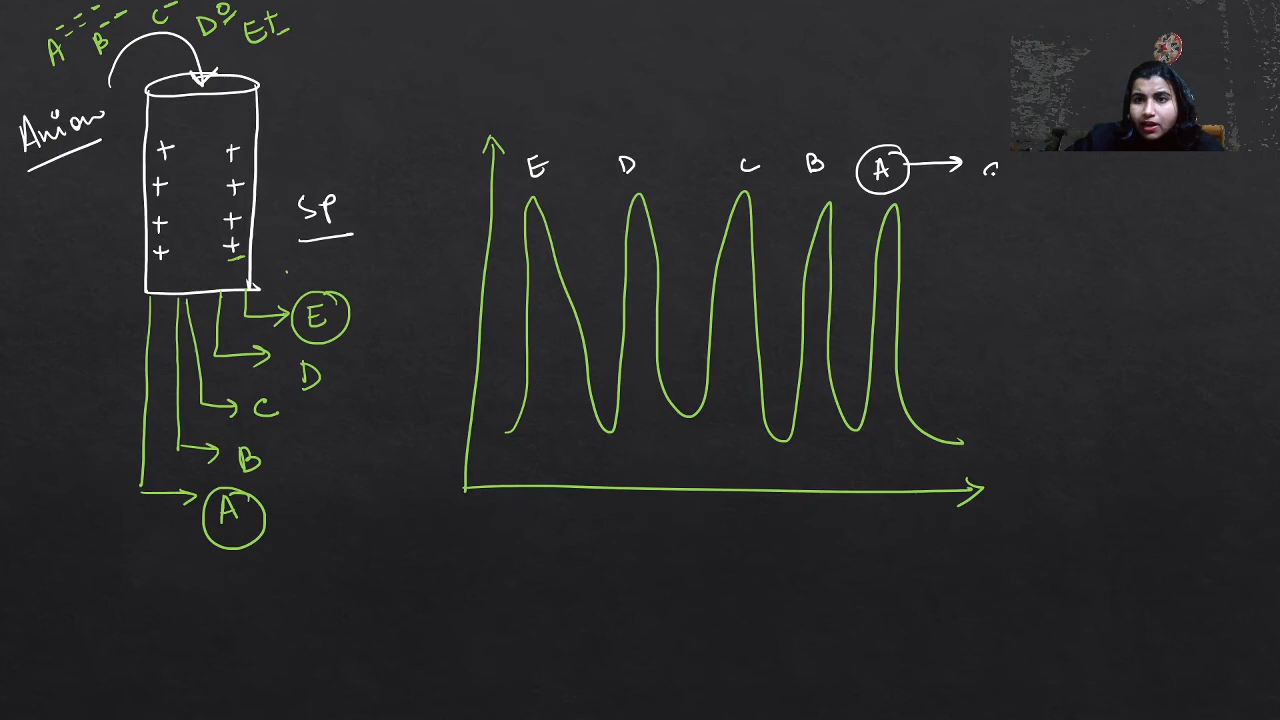 A---- B-- C- D° E+
Anion
+ +
+ +
+ +
+ +
SP
E
D
C
B
A
E D C B A